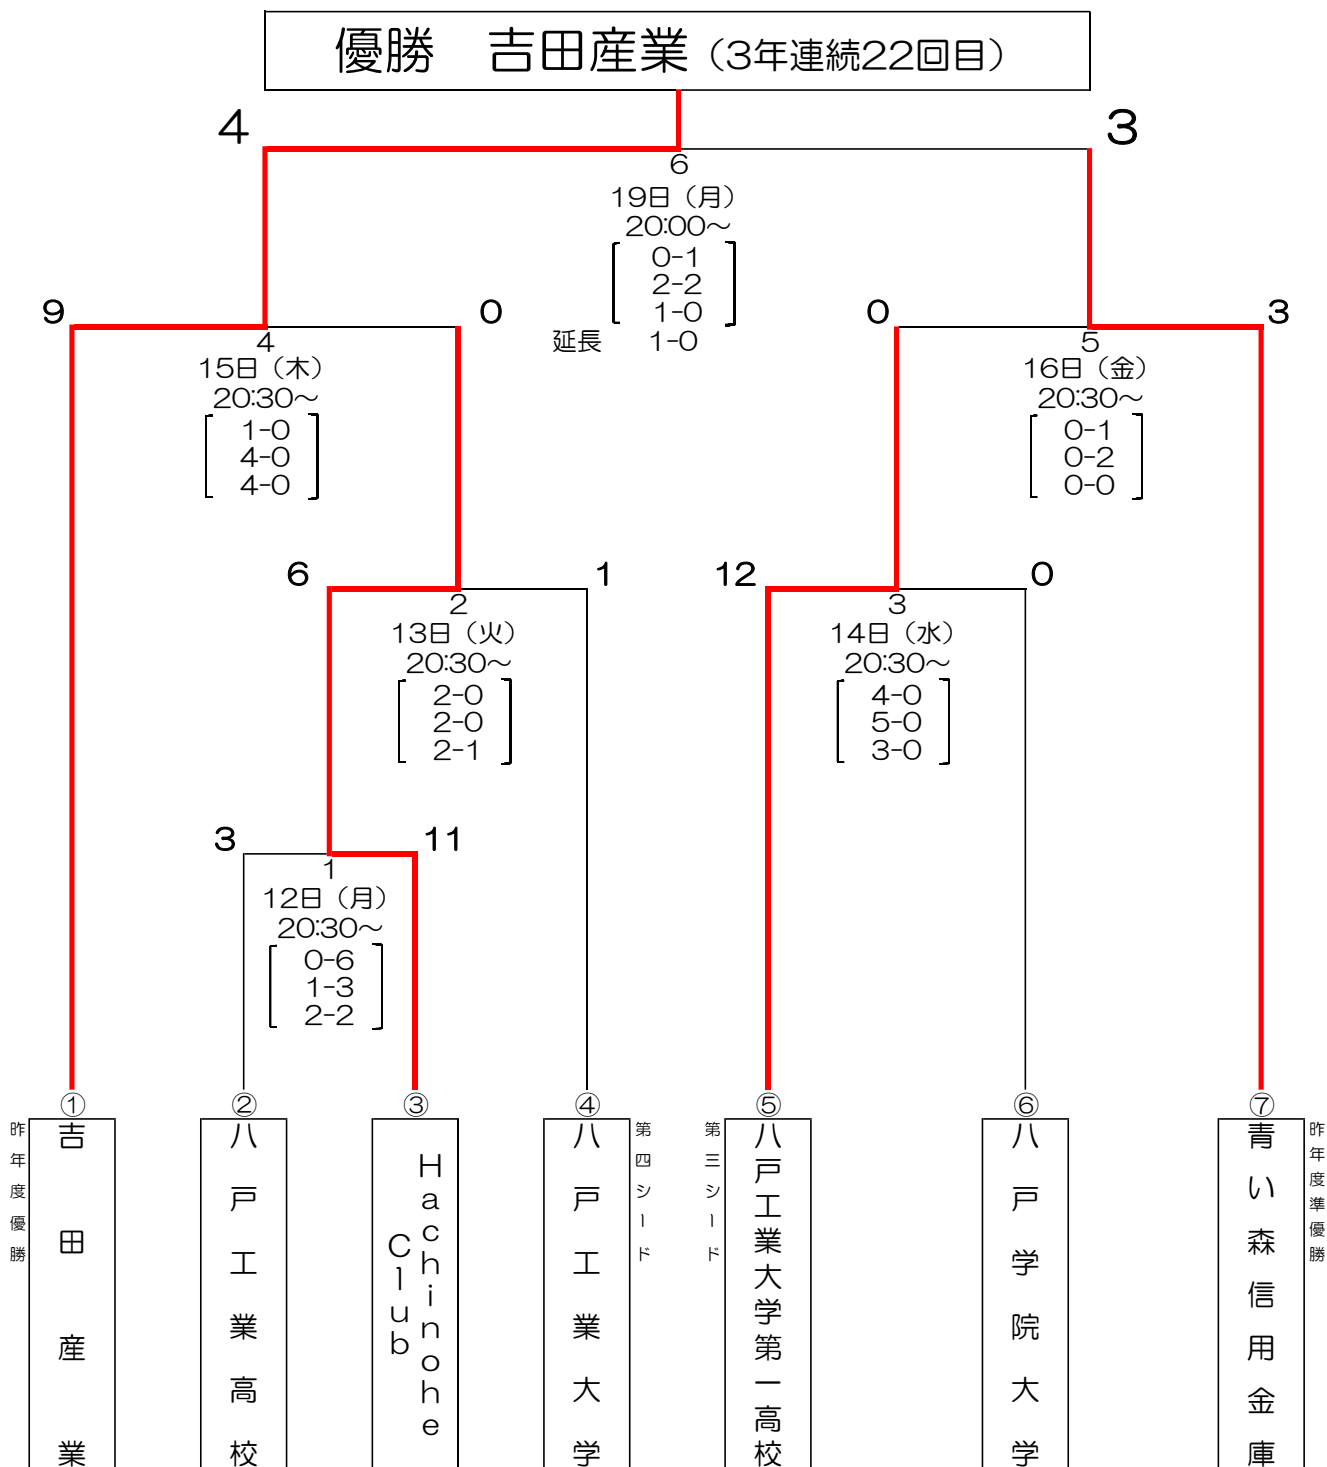 優勝　吉田産業（3年連続22回目）
4
3
6
19日（月）
20:00～
0-1
2-2
1-0
延長　1-0
9
0
4
15日（木）
20:30～
1-0
4-0
4-0
0
3
5
16日（金）
20:30～
0-1
0-2
0-0
6
1
2
13日（火）
20:30～
2-0
2-0
2-1
12
0
3
14日（水）
20:30～
4-0
5-0
3-0
3
11
1
12日（月）
20:30～
0-6
1-3
2-2
①
昨年度優勝
吉田産業
②
八戸工業高校
③
Hachinohe
Club
④
八戸工業大学
第四シード
⑤
第三シード
八戸工業大学第一高校
⑥
八戸学院大学
⑦
青い森信用金庫
昨年度準優勝